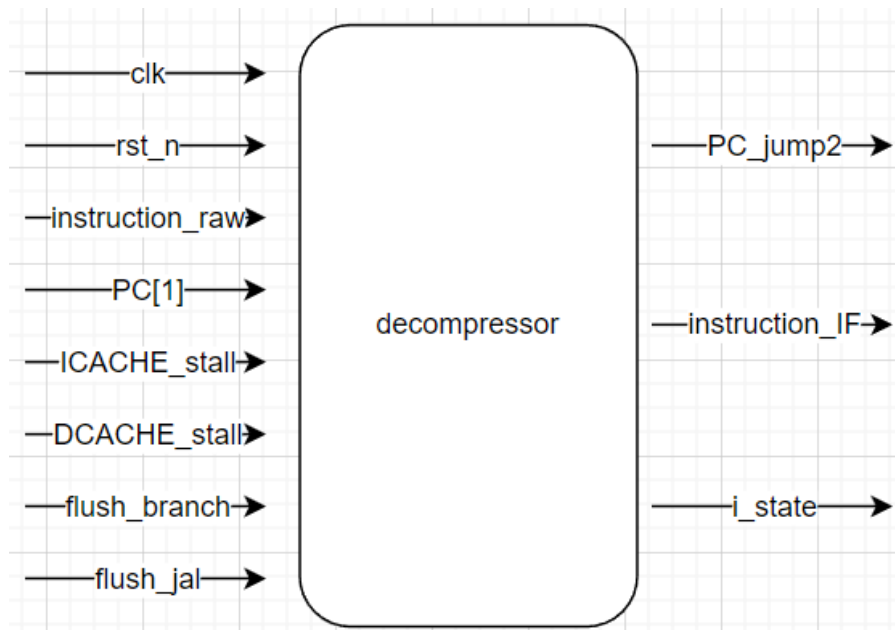 clk
rst_n
instruction_raw
PC[1]
ICACHE_stall
DCACHE_stall
flush_branch
flush_jal
decompressor
PC_jump2
instruction_IF
i_state